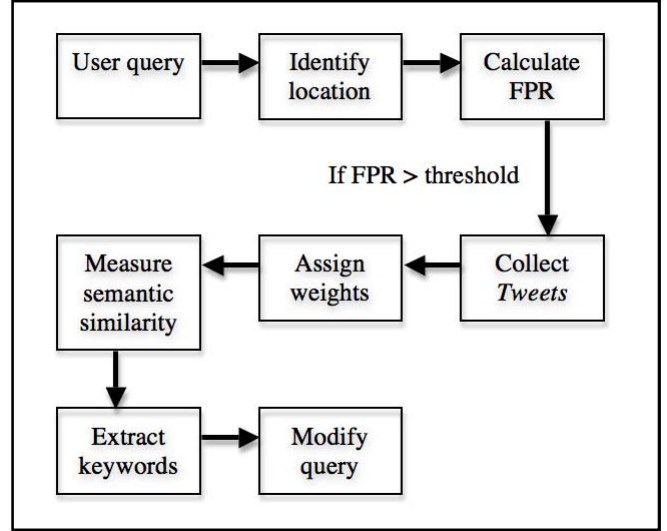 User query
Identify
location
Calculate
FPR
If FPR > threshold
Collect
Tweets
Assign
weights
Measure
semantic
similarity
Extract
keywords
Modify
query